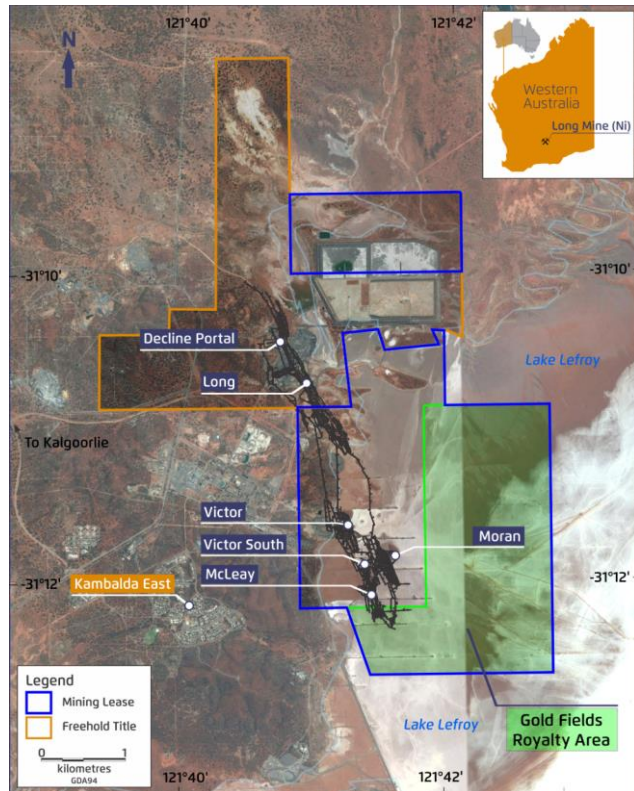 121°40'
121°42'
N
Western
Australia
Long Mine (Ni)
-31°10'
-31°10'
Decline Portal
Long
Lake Lefroy
To Kalgoorlie
Victor
Victor South
Moran
McLeay
-31°12'
-31°12'
Kambalda East
Legend
Mining Lease
Freehold Title
0
1
kilometres
GDA94
Gold Fields
Royalty Area
Lake Lefroy
121°40'
121°42'